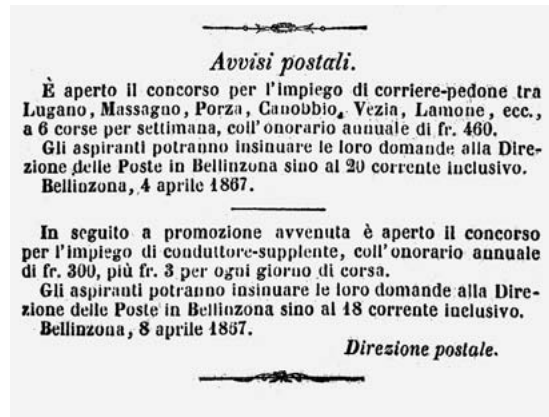 Avvisi postali.
È aperto il concorso per l'impiego di corriere-pedone tra
Lugano, Massagno, Porza, Canobbio, Vezia, Lamone, ecc.,
a 6 corse per settimana, coll'onorario annuale di fr. 460.
Gli aspiranti potranno insinuare le loro domande alla Dire-
zione delle Poste in Bellinzona sino al 20 corrente inclusivo.
Bellinzona, 4 aprile 1867.
In seguito a promozione avvenuta è aperto il concorso
per l'impiego di conduttore-supplente, coll'onorario annuale
di fr. 300, più fr. 3 per ogni giorno di corsa.
Gli aspiranti potranno insinuare le loro domande alla Dire-
zione delle Poste in Bellinzona sino al 18 corrente inclusivo.
Bellinzona, 8 aprile 1867.
Direzione postale.